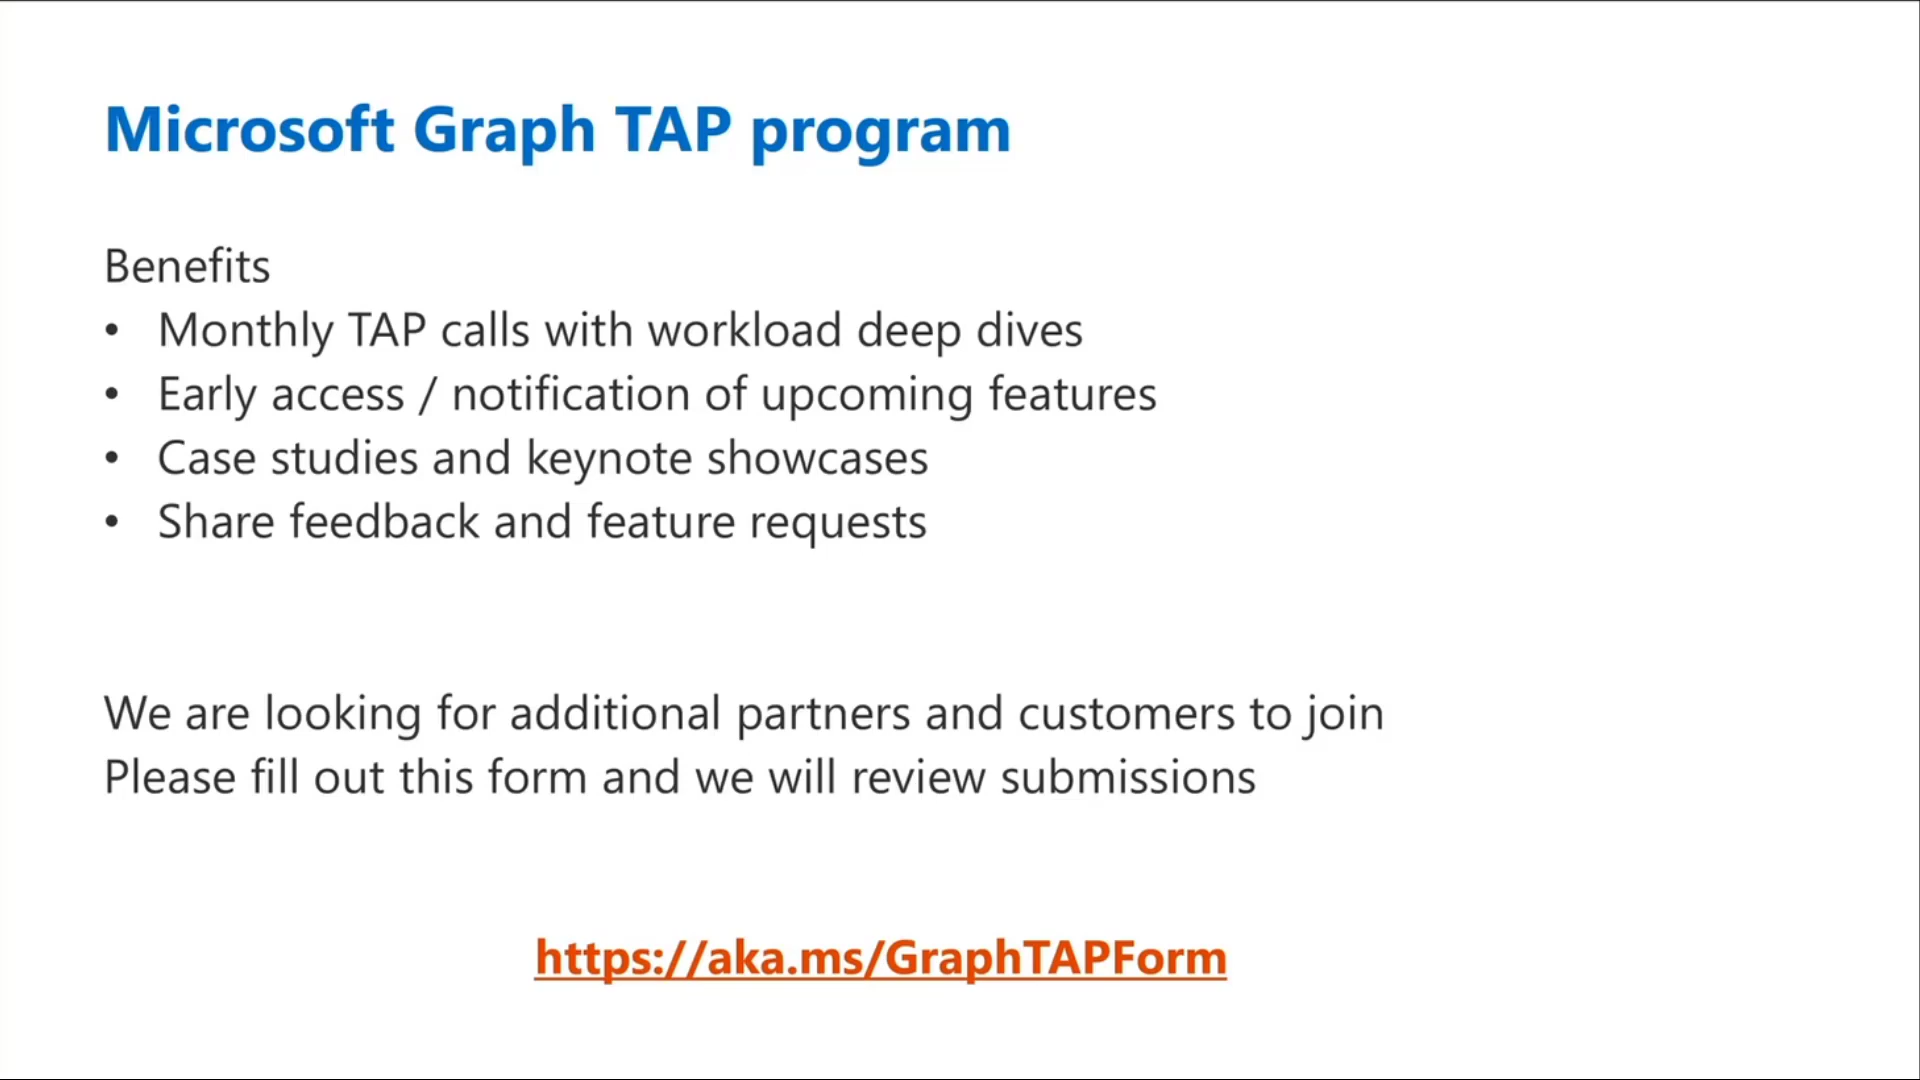 Microsoft Graph TAP program
Benefits
• Monthly TAP calls with workload deep dives
• Early access / notification of upcoming features
• Case studies and keynote showcases
• Share feedback and feature requests
We are looking for additional partners and customers to join
Please fill out this form and we will review submissions
https://aka.ms/GraphTAPForm